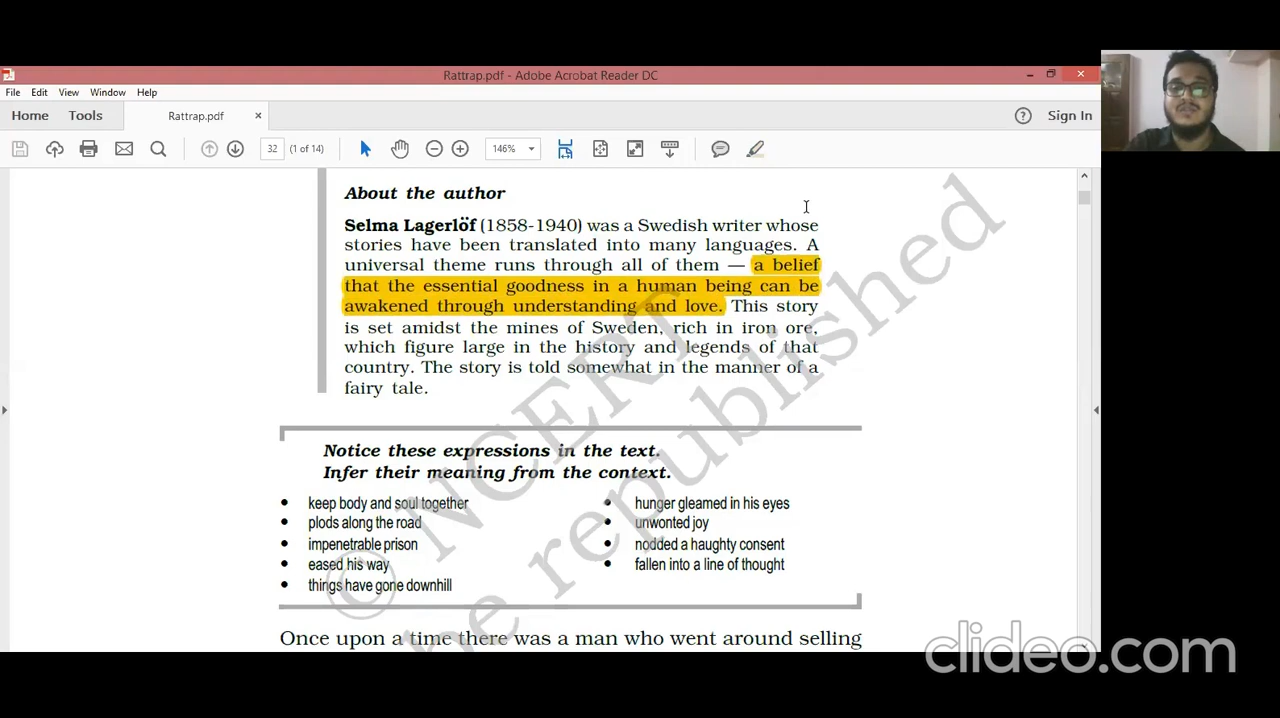 Rattrap.pdf - Adobe Acrobat Reader DC
File Edit View Window Help
Home Tools Rattrap.pdf × Sign In
32 (1 of 14) 146%
About the author
Selma Lagerlöf (1858-1940) was a Swedish writer whose
stories have been translated into many languages. A
universal theme runs through all of them — a belief
that the essential goodness in a human being can be
awakened through understanding and love. This story
is set amidst the mines of Sweden, rich in iron ore,
which figure large in the history and legends of that
country. The story is told somewhat in the manner of a
fairy tale.
Notice these expressions in the text.
Infer their meaning from the context.
• keep body and soul together
• plods along the road
• impenetrable prison
• eased his way
• things have gone downhill
• hunger gleamed in his eyes
• unwonted joy
• nodded a haughty consent
• fallen into a line of thought
Once upon a time there was a man who went around selling
© NCERT
be republished
clideo.com